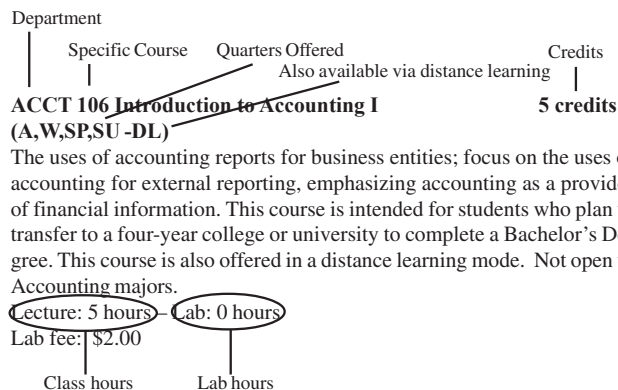 Department
Specific Course Quarters Offered Credits
Also available via distance learning
ACCT 106 Introduction to Accounting I 5 credits
(A,W,SP,SU -DL)
The uses of accounting reports for business entities; focus on the uses
accounting for external reporting, emphasizing accounting as a provide
of financial information. This course is intended for students who plan
transfer to a four-year college or university to complete a Bachelor's De
gree. This course is also offered in a distance learning mode. Not open
Accounting majors.
Lecture: 5 hours – Lab: 0 hours
Lab fee: $2.00
Class hours Lab hours